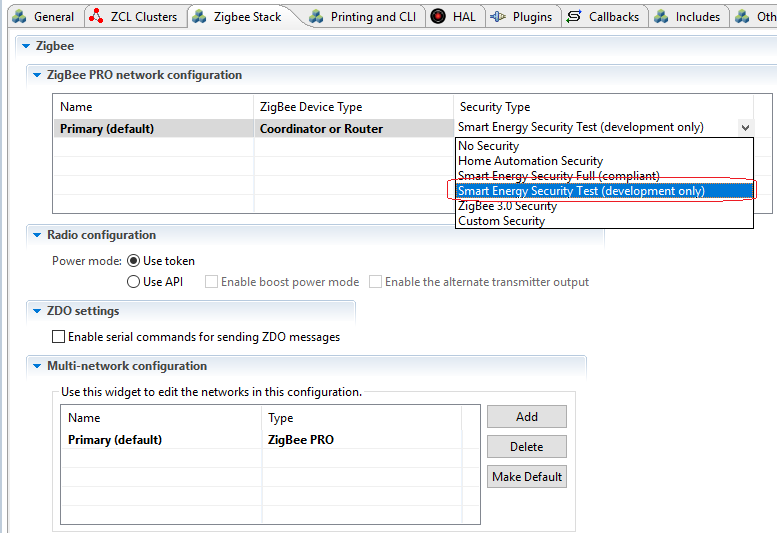 General ZCL Clusters Zigbee Stack Printing and CLI HAL Plugins Callbacks Includes Oth
Zigbee
ZigBee PRO network configuration
Name ZigBee Device Type Security Type
Primary (default) Coordinator or Router Smart Energy Security Test (development only)
No Security
Home Automation Security
Smart Energy Security Full (compliant)
Smart Energy Security Test (development only)
ZigBee 3.0 Security
Custom Security
Radio configuration
Power mode: Use token
Use API Enable boost power mode Enable the alternate transmitter output
ZDO settings
Enable serial commands for sending ZDO messages
Multi-network configuration
Use this widget to edit the networks in this configuration.
Name Type Add
Primary (default) ZigBee PRO
Delete
Make Default